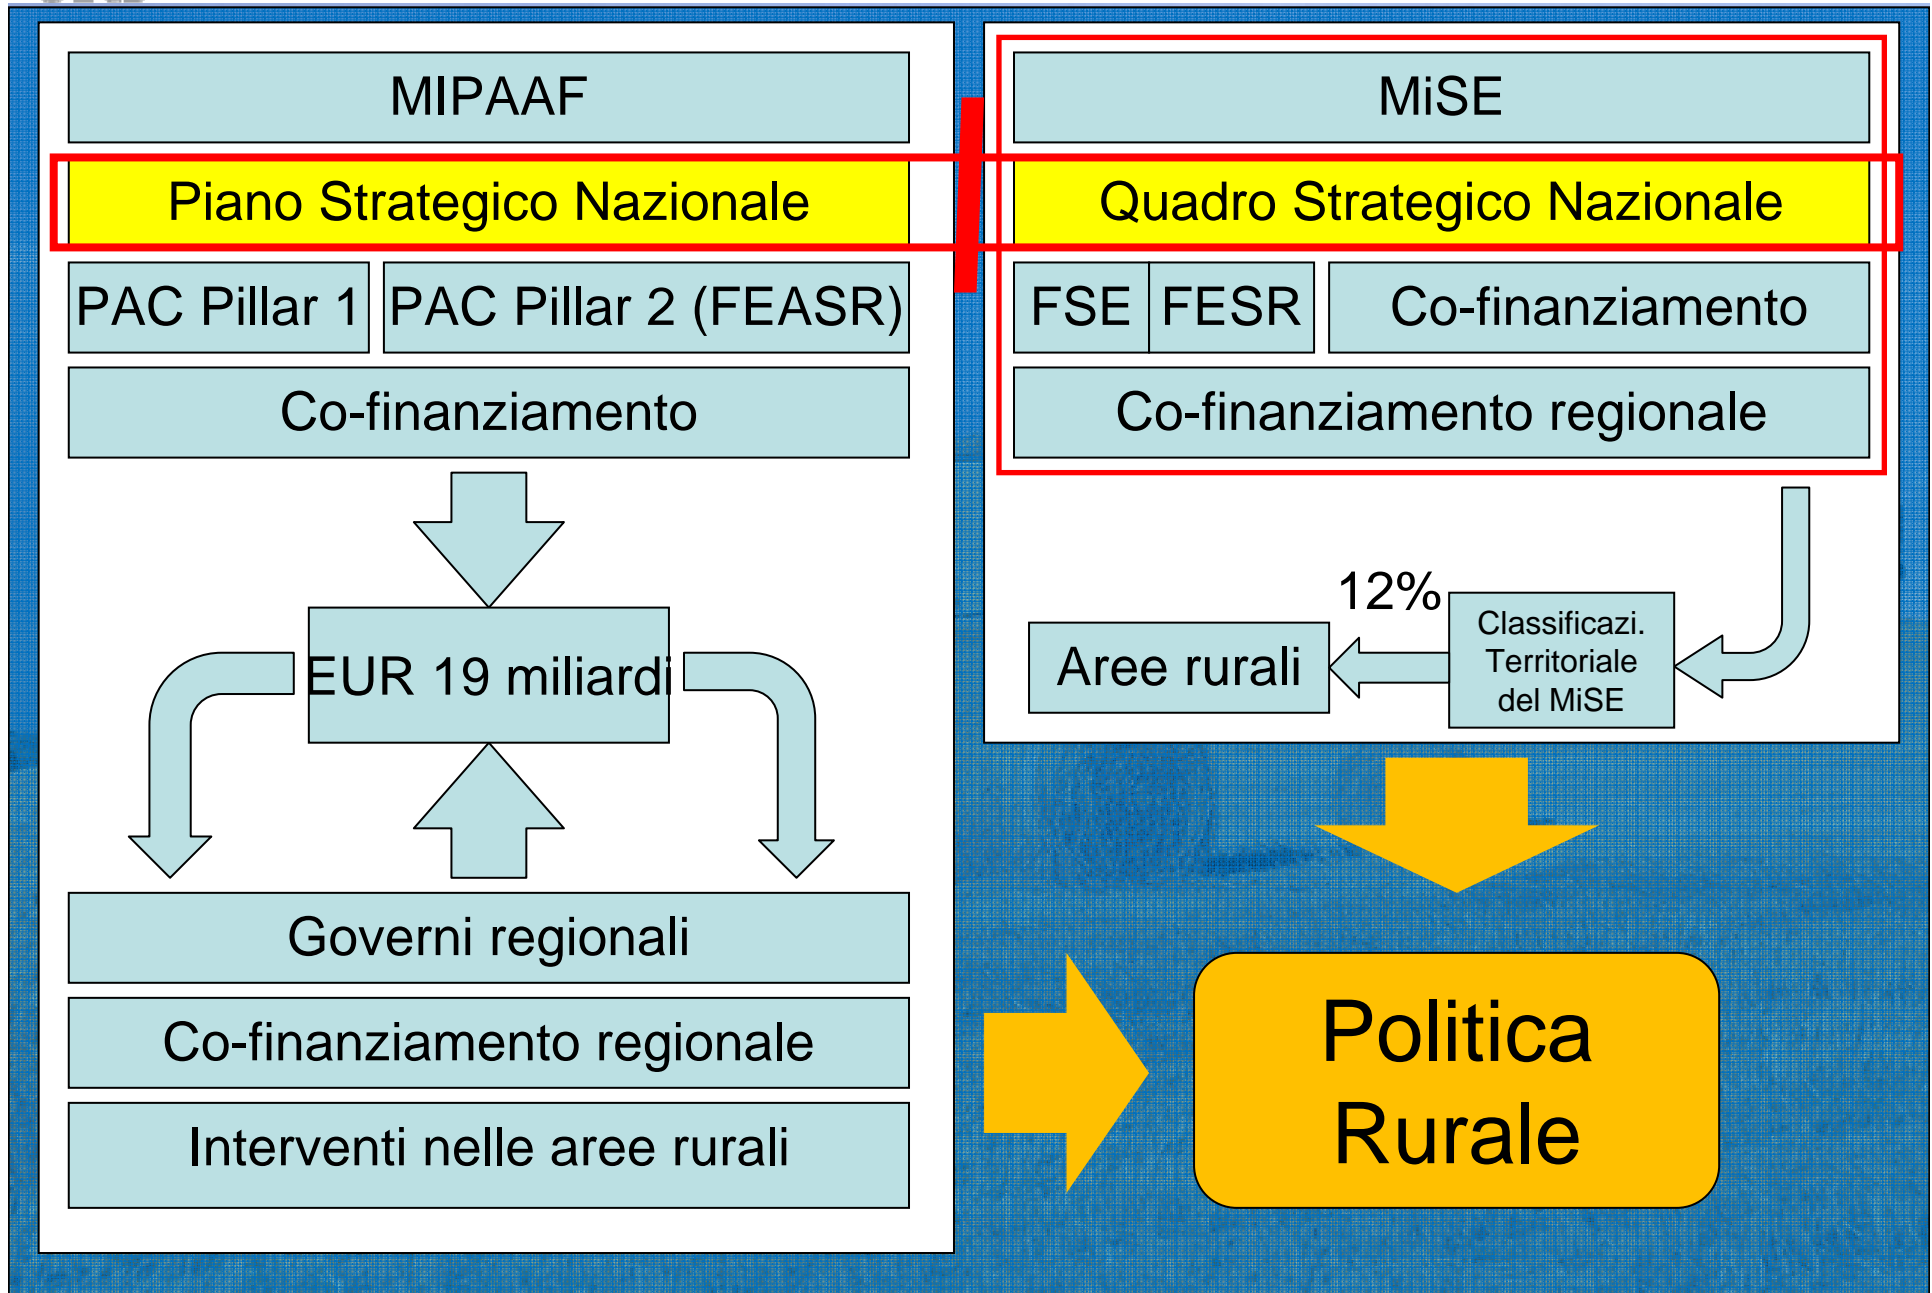 MIPAAF
Piano Strategico Nazionale
PAC Pillar 1
PAC Pillar 2 (FEASR)
Co-finanziamento
EUR 19 miliardi
Governi regionali
Co-finanziamento regionale
Interventi nelle aree rurali
MiSE
Quadro Strategico Nazionale
FSE
FESR
Co-finanziamento
Co-finanziamento regionale
12%
Classificazi.
Territoriale
del MiSE
Aree rurali
Politica
Rurale